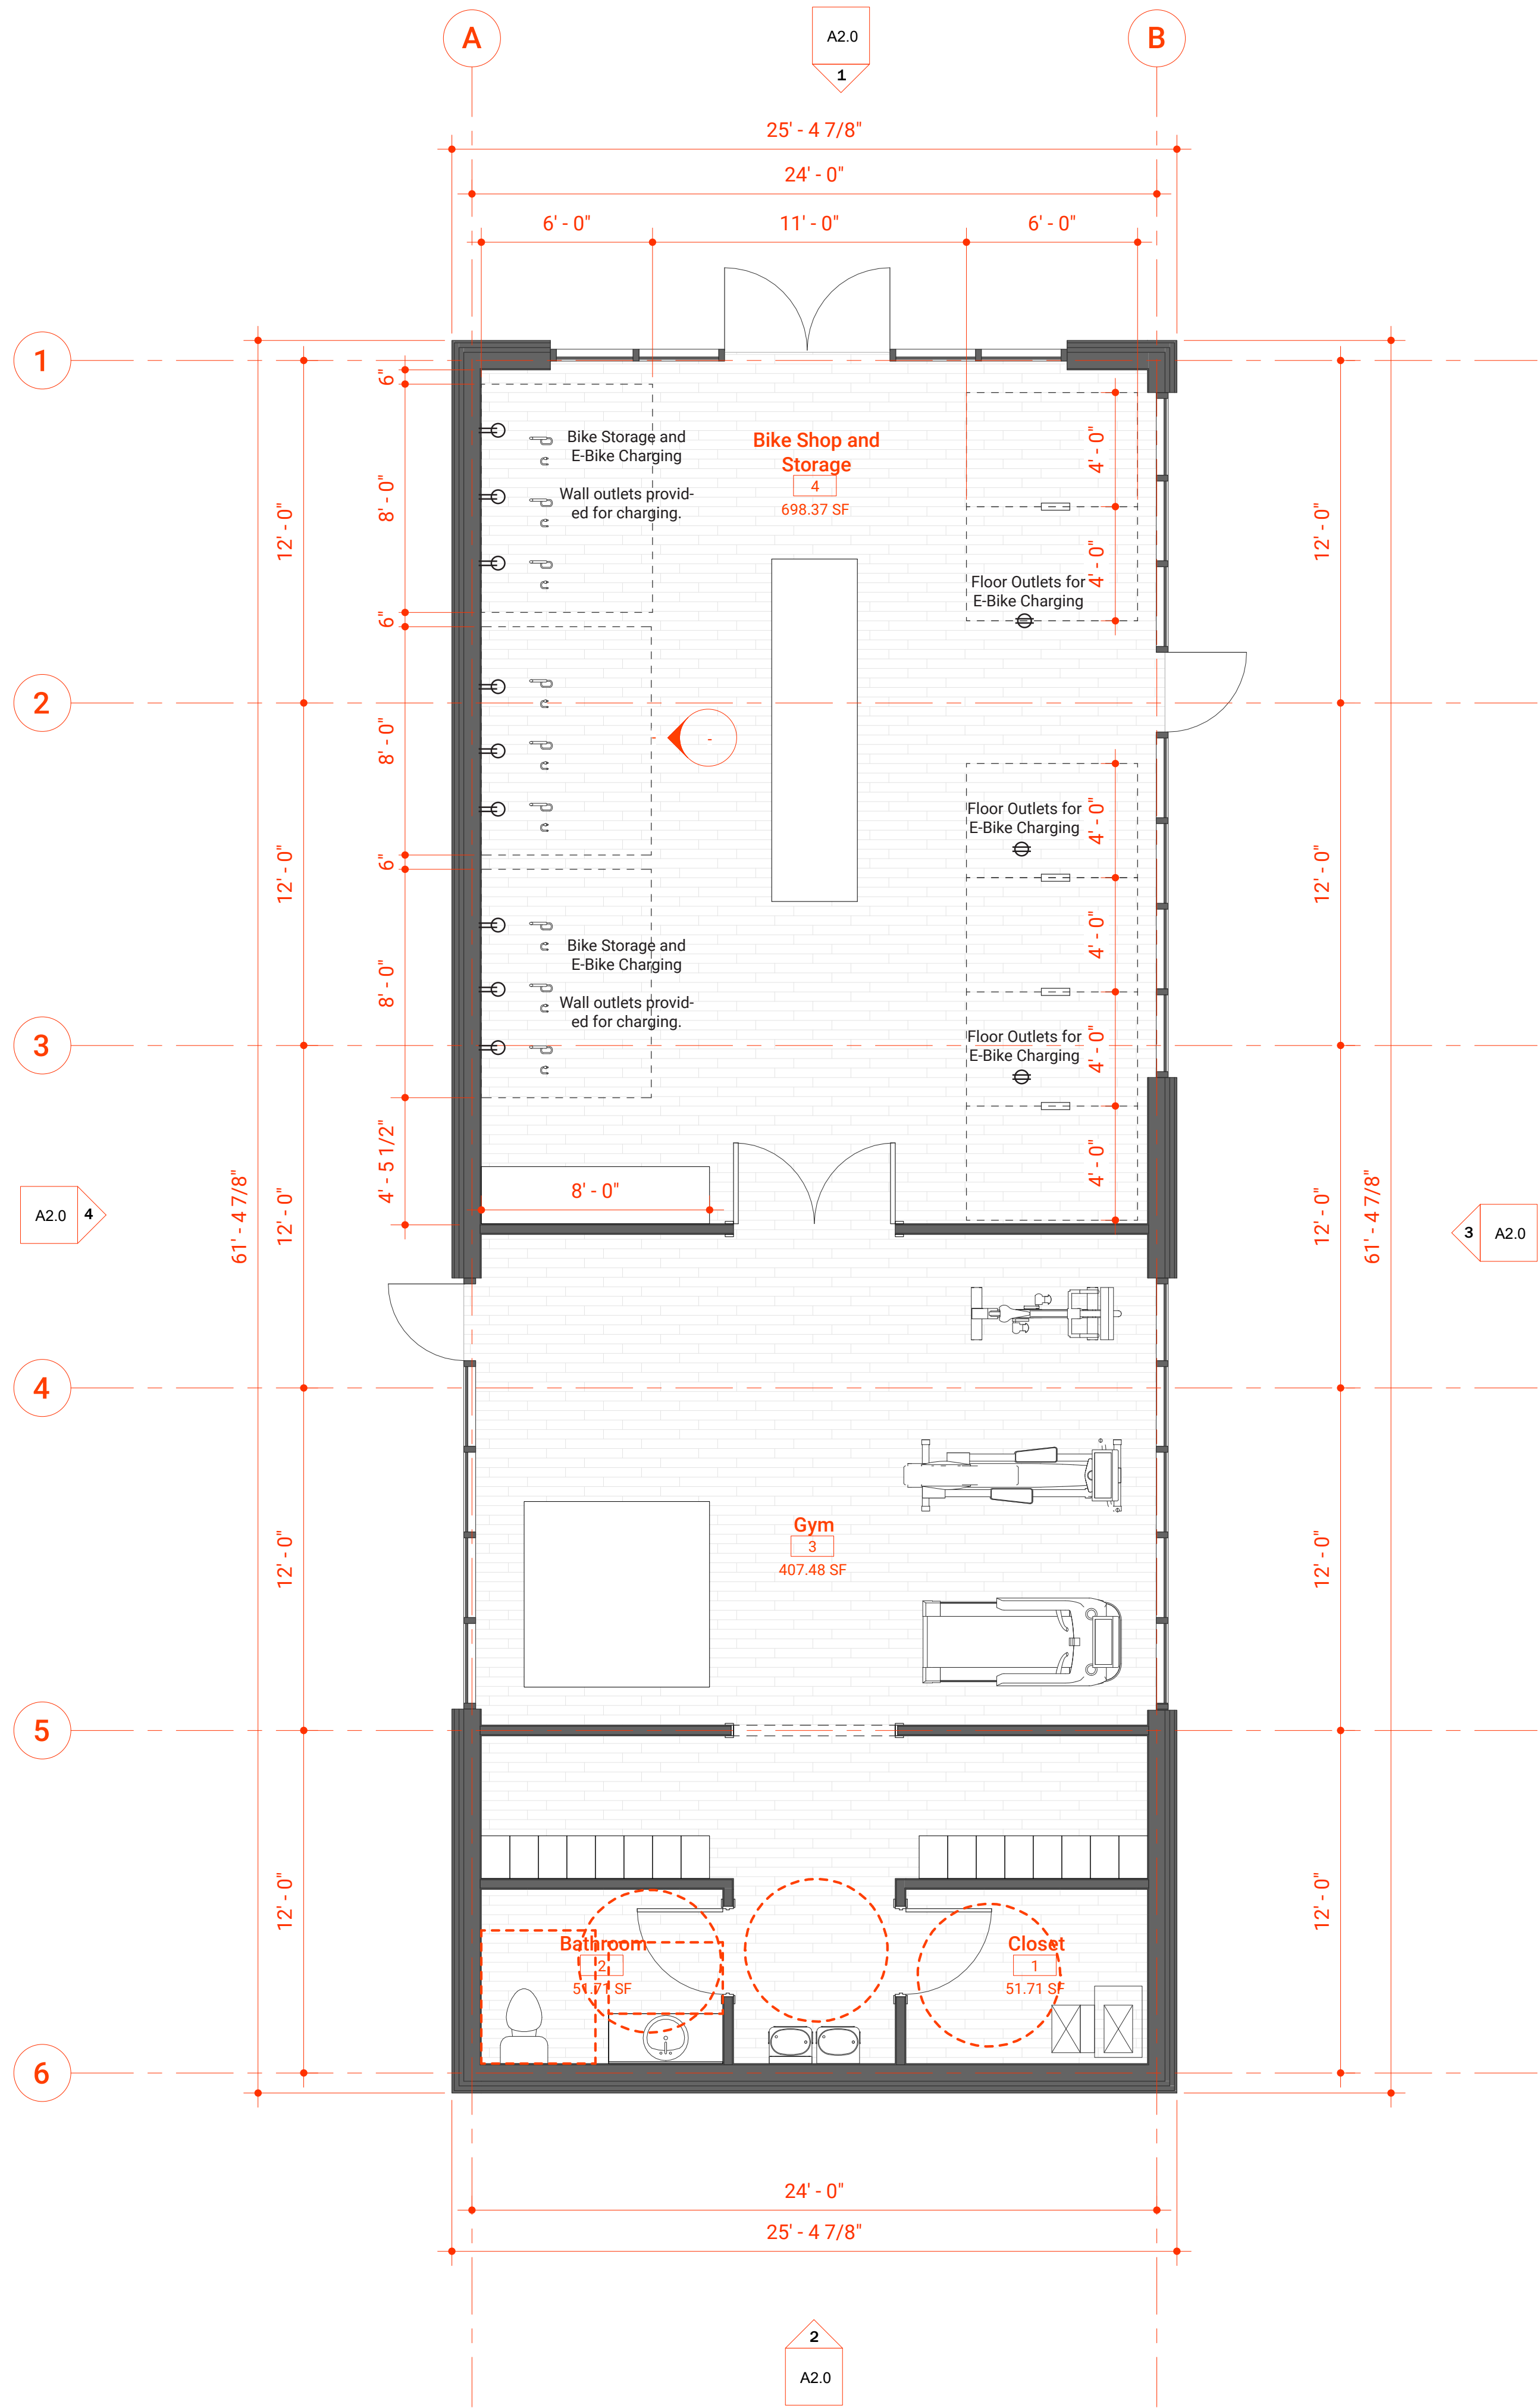 A
B
A2.0
1
25' - 4 7/8"
24' - 0"
6' - 0"
11' - 0"
6' - 0"
1
6"
Bike Storage and
E-Bike Charging
Bike Shop and
Storage
4
698.37 SF
4' - 0"
8' - 0"
Wall outlets provid-
ed for charging.
12' - 0"
12' - 0"
4' - 0"
Floor Outlets for
E-Bike Charging
6"
2
8' - 0"
-
Floor Outlets for
E-Bike Charging
4' - 0"
6"
12' - 0"
12' - 0"
Bike Storage and
E-Bike Charging
4' - 0"
8' - 0"
Wall outlets provid-
ed for charging.
3
Floor Outlets for
E-Bike Charging
4' - 0"
4' - 5 1/2"
8' - 0"
4' - 0"
12' - 0"
12' - 0"
61' - 4 7/8"
61' - 4 7/8"
A2.0
4
3
A2.0
4
Gym
3
407.48 SF
12' - 0"
12' - 0"
5
12' - 0"
12' - 0"
Bathroom
2
51.71 SF
Closet
1
51.71 SF
6
24' - 0"
25' - 4 7/8"
2
A2.0